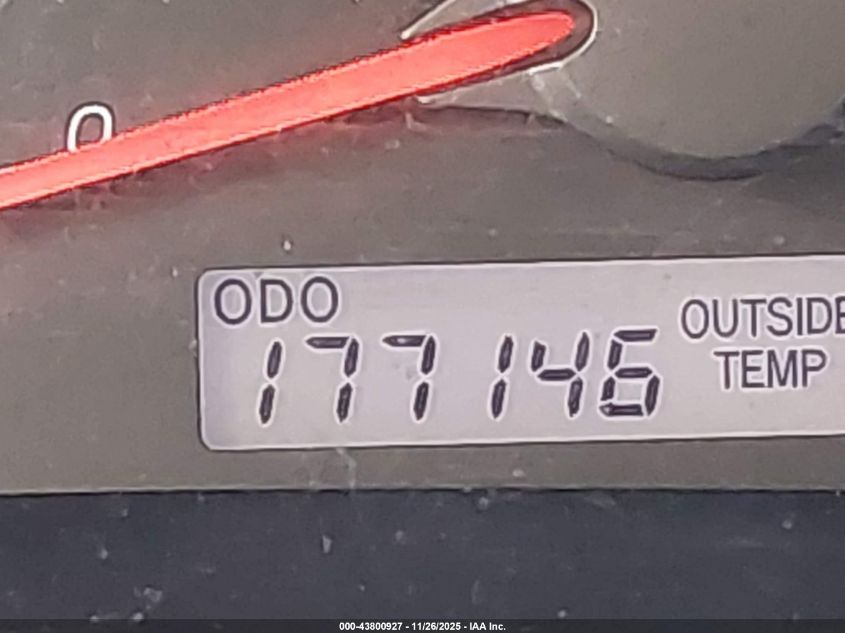 0
ODO
177146
OUTSIDE
TEMP
000-43800927 - 11/26/2025 - IAA Inc.